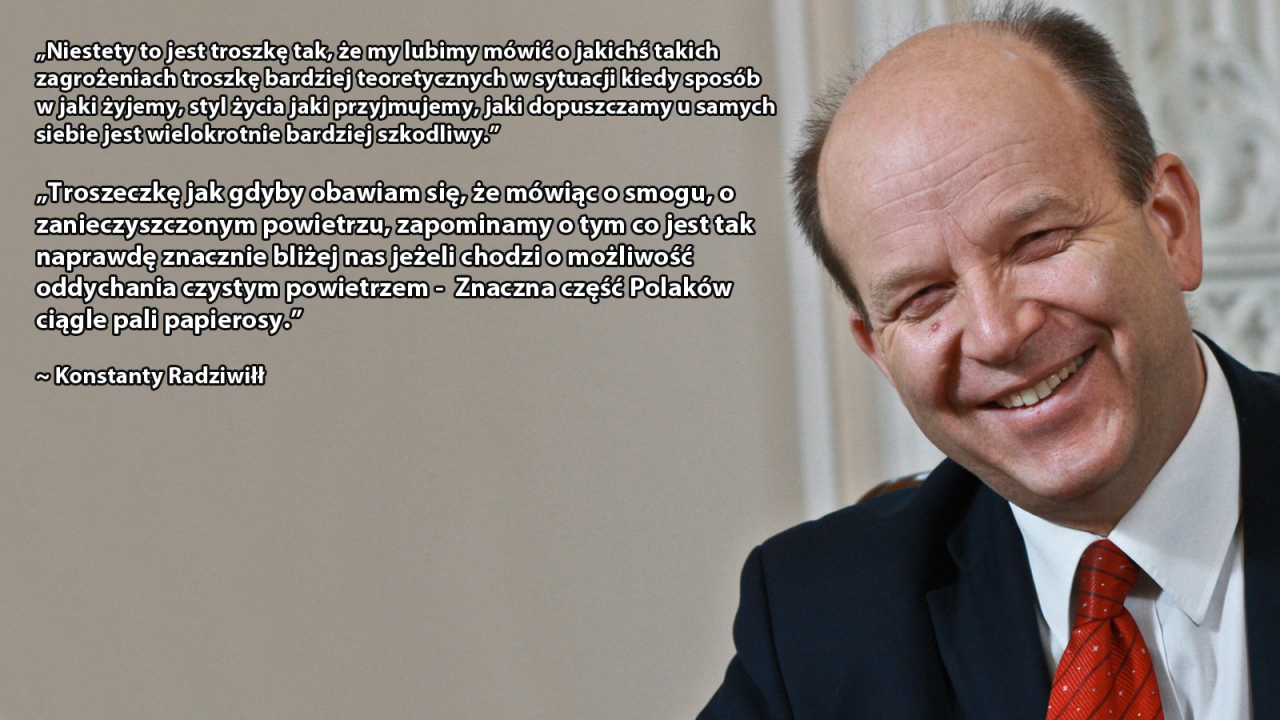 „Niestety to jest troszkę tak, że my lubimy mówić o jakichś takich
zagrożeniach troszkę bardziej teoretycznych w sytuacji kiedy sposób
w jaki żyjemy, styl życia jaki przyjmujemy, jaki dopuszczamy u samych
siebie jest wielokrotnie bardziej szkodliwy.”
„Troszeczkę jak gdyby obawiam się, że mówiąc o smogu, o
zanieczyszczonym powietrzu, zapominamy o tym co jest tak
naprawdę znacznie bliżej nas jeżeli chodzi o możliwość
oddychania czystym powietrzem - Znaczna część Polaków
ciągle pali papierosy.”
~ Konstanty Radziwiłł